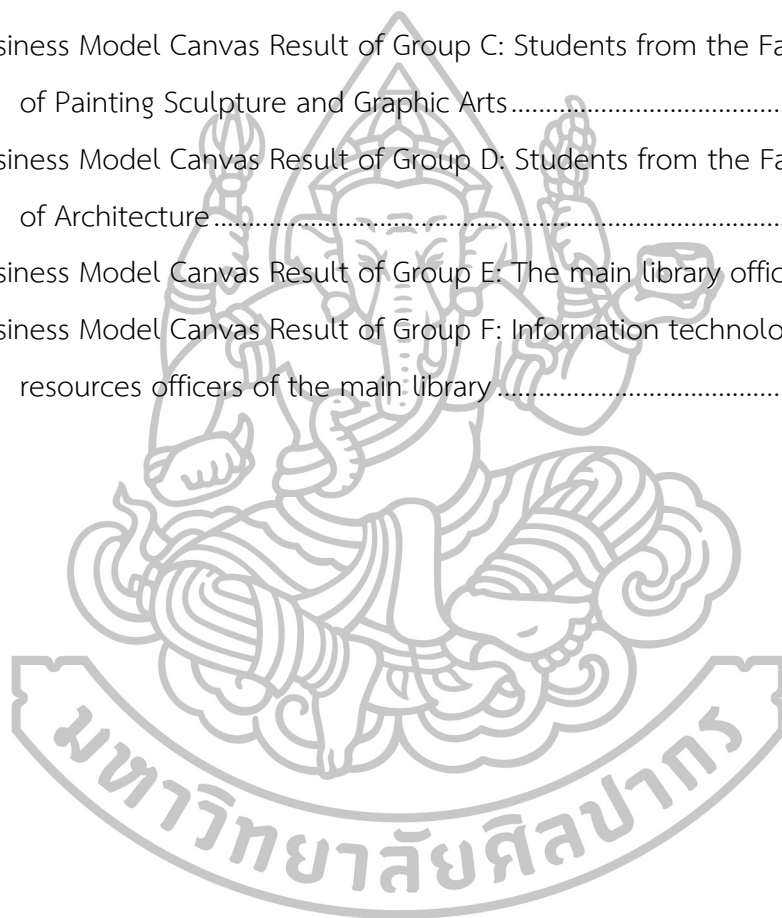 siness Model Canvas Result of Group C: Students from the Fa
of Painting Sculpture and Graphic Arts
siness Model Canvas Result of Group D: Students from the Fa
of Architecture
siness Model Canvas Result of Group E: The main library offic
siness Model Canvas Result of Group F: Information technolo
resources officers of the main library
มหาวิทยาลัยศิลปากร